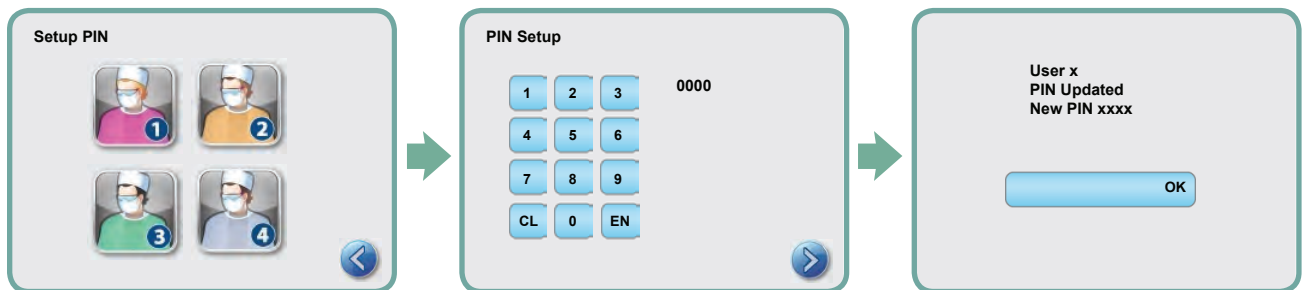 Setup PIN
1
2
3
4
PIN Setup
0000
1 2 3
4 5 6
7 8 9
CL 0 EN
User x
PIN Updated
New PIN xxxx
OK